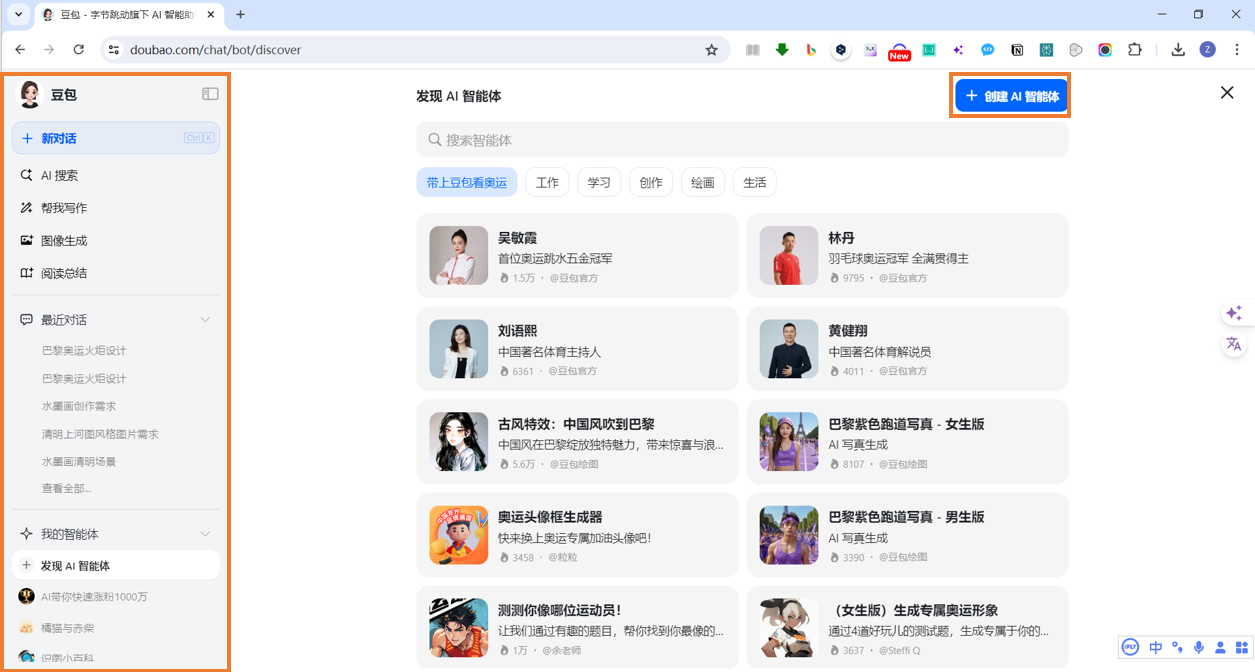 豆包 - 字节跳动旗下 AI 智能助
doubao.com/chat/bot/discover
New
Z
豆包
新对话
Ctrl K
AI 搜索
帮我写作
图像生成
阅读总结
最近对话
巴黎奥运火炬设计
巴黎奥运火炬设计
水墨画创作需求
清明上河图风格图片需求
水墨画清明场景
查看全部...
我的智能体
发现 AI 智能体
AI带你快速涨粉1000万
橘猫与赤柴
识图小百科
发现 AI 智能体
创建 AI 智能体
搜索智能体
带上豆包看奥运
工作
学习
创作
绘画
生活
吴敏霞
首位奥运跳水五金冠军
1.5万 · @豆包官方
林丹
羽毛球奥运冠军 全满贯得主
9795 · @豆包官方
刘语熙
中国著名体育主持人
6361 · @豆包官方
黄健翔
中国著名体育解说员
4011 · @豆包官方
古风特效：中国风吹到巴黎
中国风在巴黎绽放独特魅力，带来惊喜与浪...
5.6万 · @豆包绘图
巴黎紫色跑道写真 - 女生版
AI 写真生成
8107 · @豆包绘图
奥运头像框生成器
快来换上奥运专属加油头像吧！
3458 · @粒粒
巴黎紫色跑道写真 - 男生版
AI 写真生成
3390 · @豆包绘图
测测你像哪位运动员！
让我们通过有趣的题目，帮你找到你最像的...
1万 · @余老师
（女生版）生成专属奥运形象
通过4道好玩儿的测试题，生成专属于你的...
3637 · @Steffi Q
iFLY
中